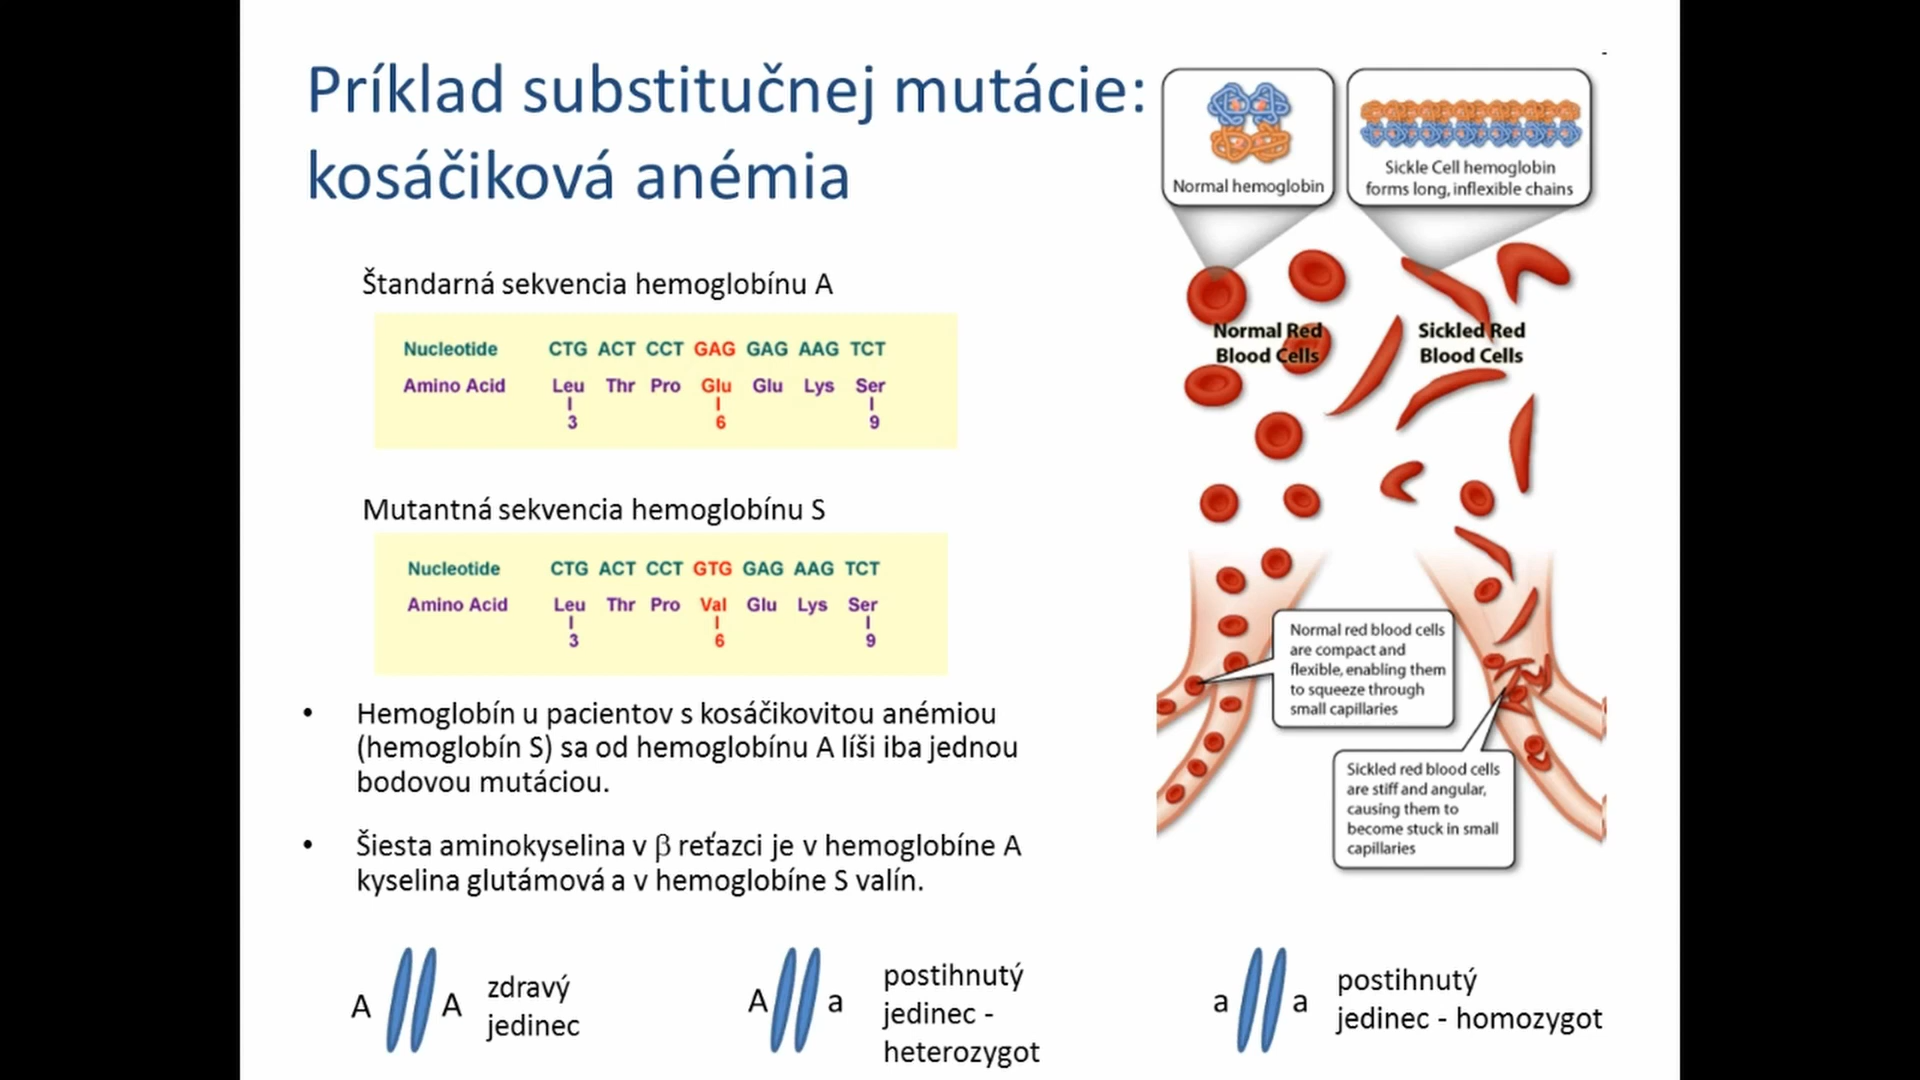 Príklad substitučnej mutácie:
kosáčiková anémia
Štandarná sekvencia hemoglobínu A
Nucleotide CTG ACT CCT GAG GAG AAG TCT
Amino Acid Leu Thr Pro Glu Glu Lys Ser
3 6 9
Mutantná sekvencia hemoglobínu S
Nucleotide CTG ACT CCT GTG GAG AAG TCT
Amino Acid Leu Thr Pro Val Glu Lys Ser
3 6 9
• Hemoglobín u pacientov s kosáčikovitou anémiou
(hemoglobín S) sa od hemoglobínu A líši iba jednou
bodovou mutáciou.
• Šiesta aminokyselina v β reťazci je v hemoglobíne A
kyselina glutámová a v hemoglobíne S valín.
Normal hemoglobin
Sickle Cell hemoglobin
forms long, inflexible chains
Normal Red
Blood Cells
Sickled Red
Blood Cells
Normal red blood cells
are compact and
flexible, enabling them
to squeeze through
small capillaries
Sickled red blood cells
are stiff and angular,
causing them to
become stuck in small
capillaries
A A
zdravý
jedinec
A a
postihnutý
jedinec -
heterozygot
a a
postihnutý
jedinec - homozygot